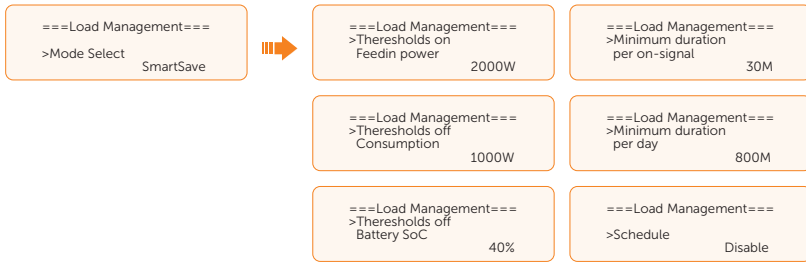 ===Load Management===
>Mode Select
SmartSave
===Load Management===
>Theresholds on
Feedin power
2000W
===Load Management===
>Minimum duration
per on-signal
30M
===Load Management===
>Theresholds off
Consumption
1000W
===Load Management===
>Minimum duration
per day
800M
===Load Management===
>Theresholds off
Battery SoC
40%
===Load Management===
>Schedule
Disable